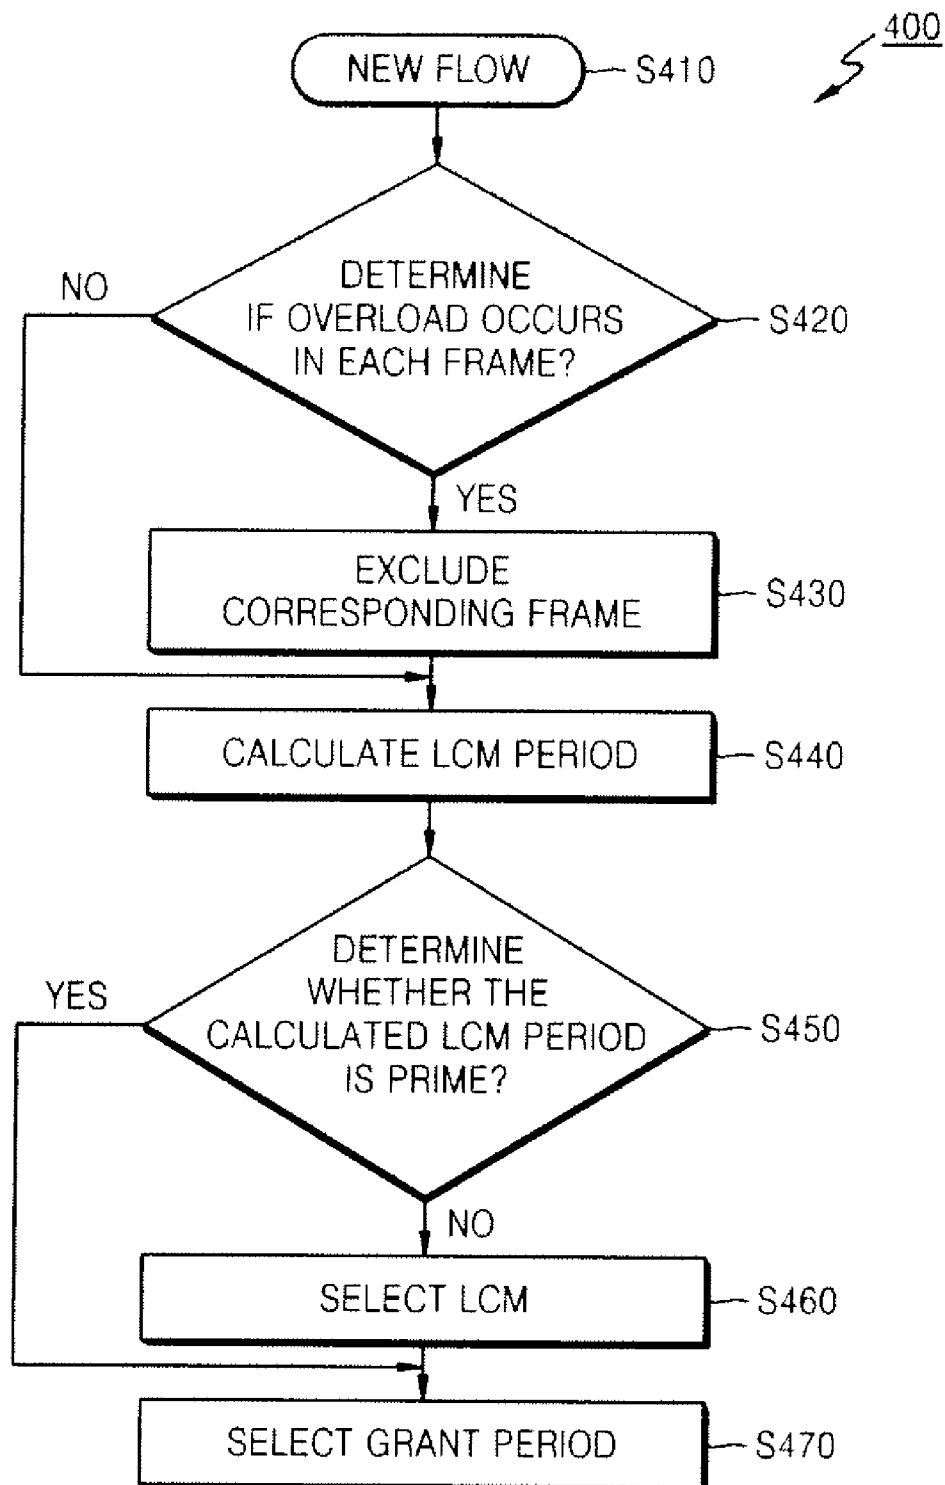 400
NEW FLOW
S410
DETERMINE
IF OVERLOAD OCCURS
IN EACH FRAME?
S420
NO
YES
EXCLUDE
CORRESPONDING FRAME
S430
CALCULATE LCM PERIOD
S440
DETERMINE
WHETHER THE
CALCULATED LCM PERIOD
IS PRIME?
S450
YES
NO
SELECT LCM
S460
SELECT GRANT PERIOD
S470